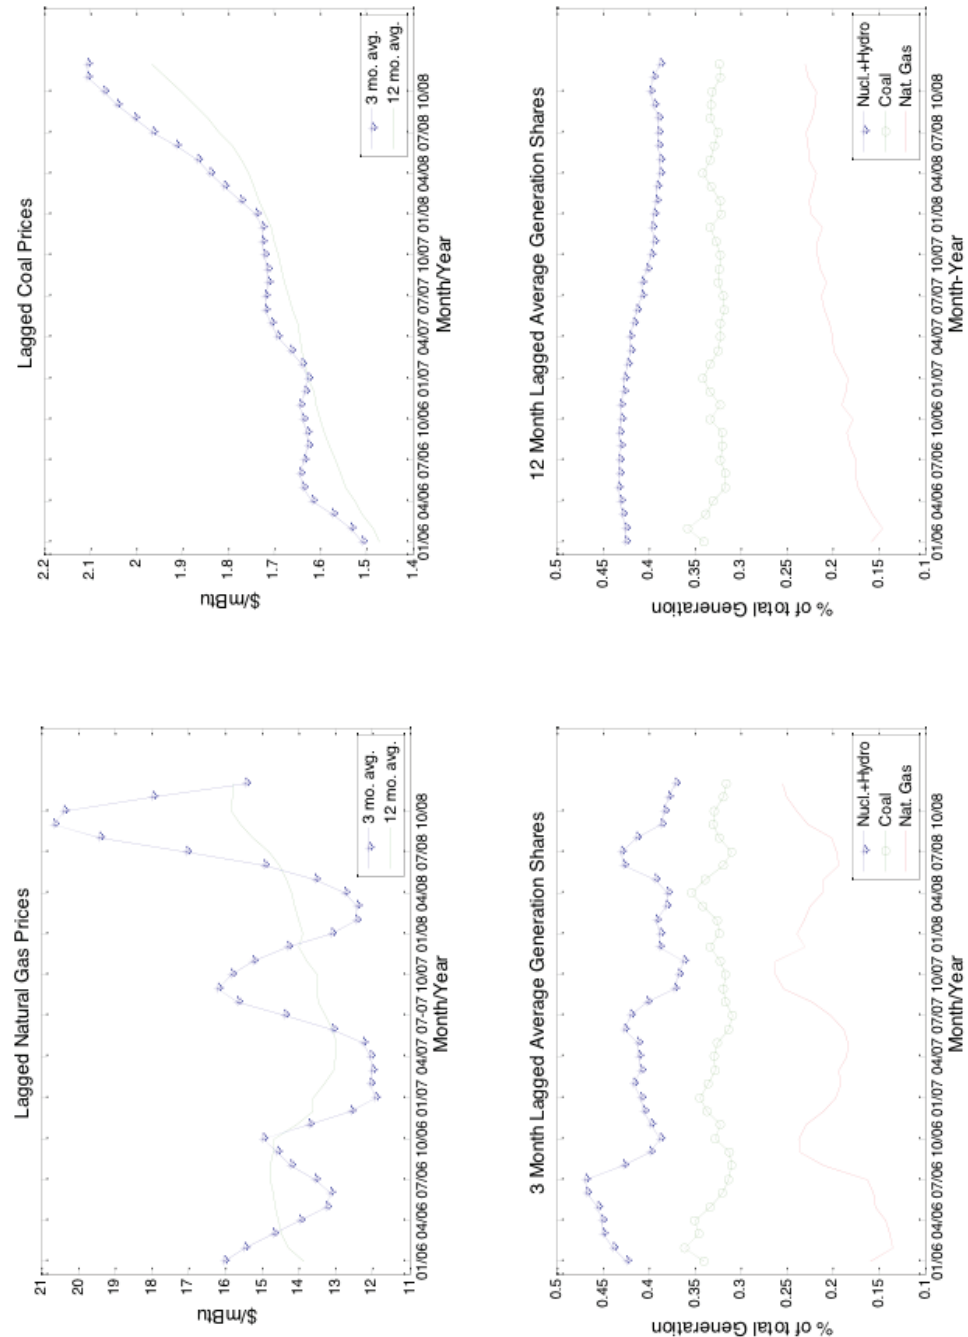 Lagged Natural Gas Prices
21
20
19
18
17
16
15
14
13
12
11
$/mBtu
3 mo. avg.
12 mo. avg.
01/06 04/06 07/06 10/06 01/07 04/07 07-07 10/07 01/08 04/08 07/08 10/08
Month/Year
Lagged Coal Prices
2.2
2.1
2
1.9
1.8
1.7
1.6
1.5
1.4
$/mBtu
3 mo. avg.
12 mo. avg.
01/06 04/06 07/06 10/06 01/07 04/07 07/07 10/07 01/08 04/08 07/08 10/08
Month/Year
3 Month Lagged Average Generation Shares
0.5
0.45
0.4
0.35
0.3
0.25
0.2
0.15
0.1
% of total Generation
Nucl.+Hydro
Coal
Nat. Gas
01/06 04/06 07/06 10/06 01/07 04/07 07/07 10/07 01/08 04/08 07/08 10/08
Month/Year
12 Month Lagged Average Generation Shares
0.5
0.45
0.4
0.35
0.3
0.25
0.2
0.15
0.1
% of total Generation
Nucl.+Hydro
Coal
Nat. Gas
01/06 04/06 07/06 10/06 01/07 04/07 07/07 10/07 01/08 04/08 07/08 10/08
Month-Year